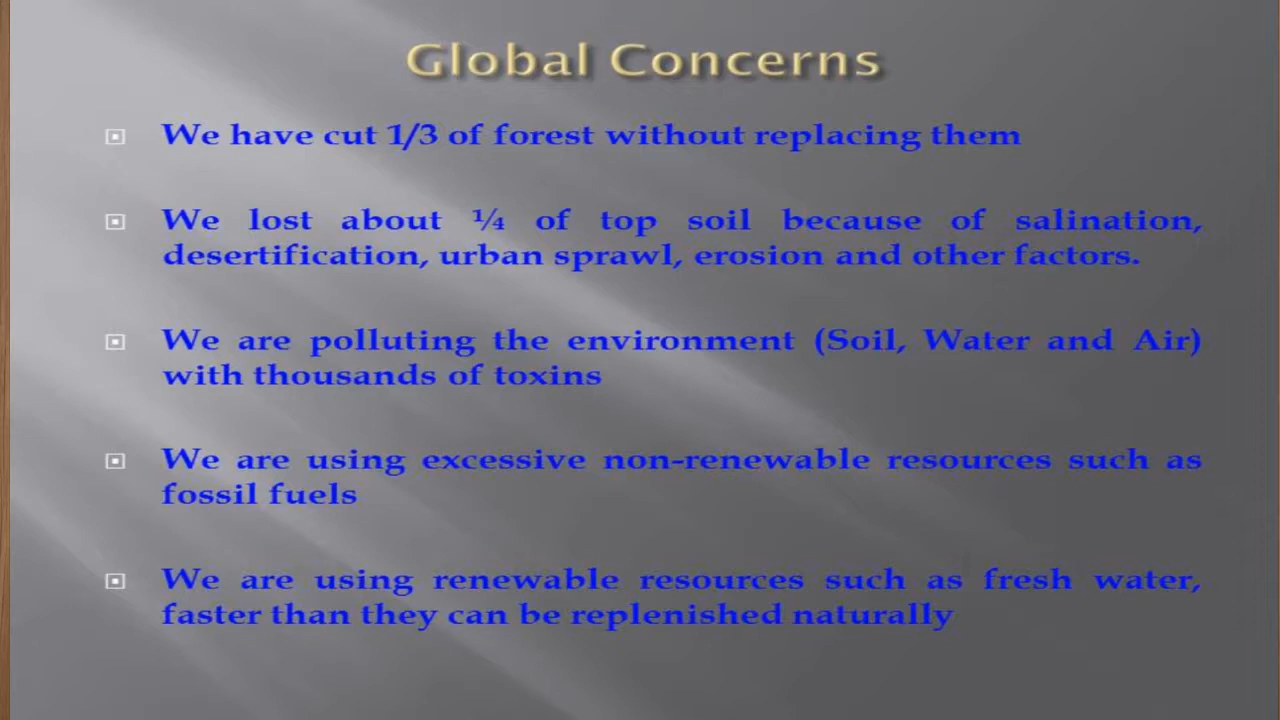 Global Concerns
We have cut 1/3 of forest without replacing them
We lost about ¼ of top soil because of salination,
desertification, urban sprawl, erosion and other factors.
We are polluting the environment (Soil, Water and Air)
with thousands of toxins
We are using excessive non-renewable resources such as
fossil fuels
We are using renewable resources such as fresh water,
faster than they can be replenished naturally